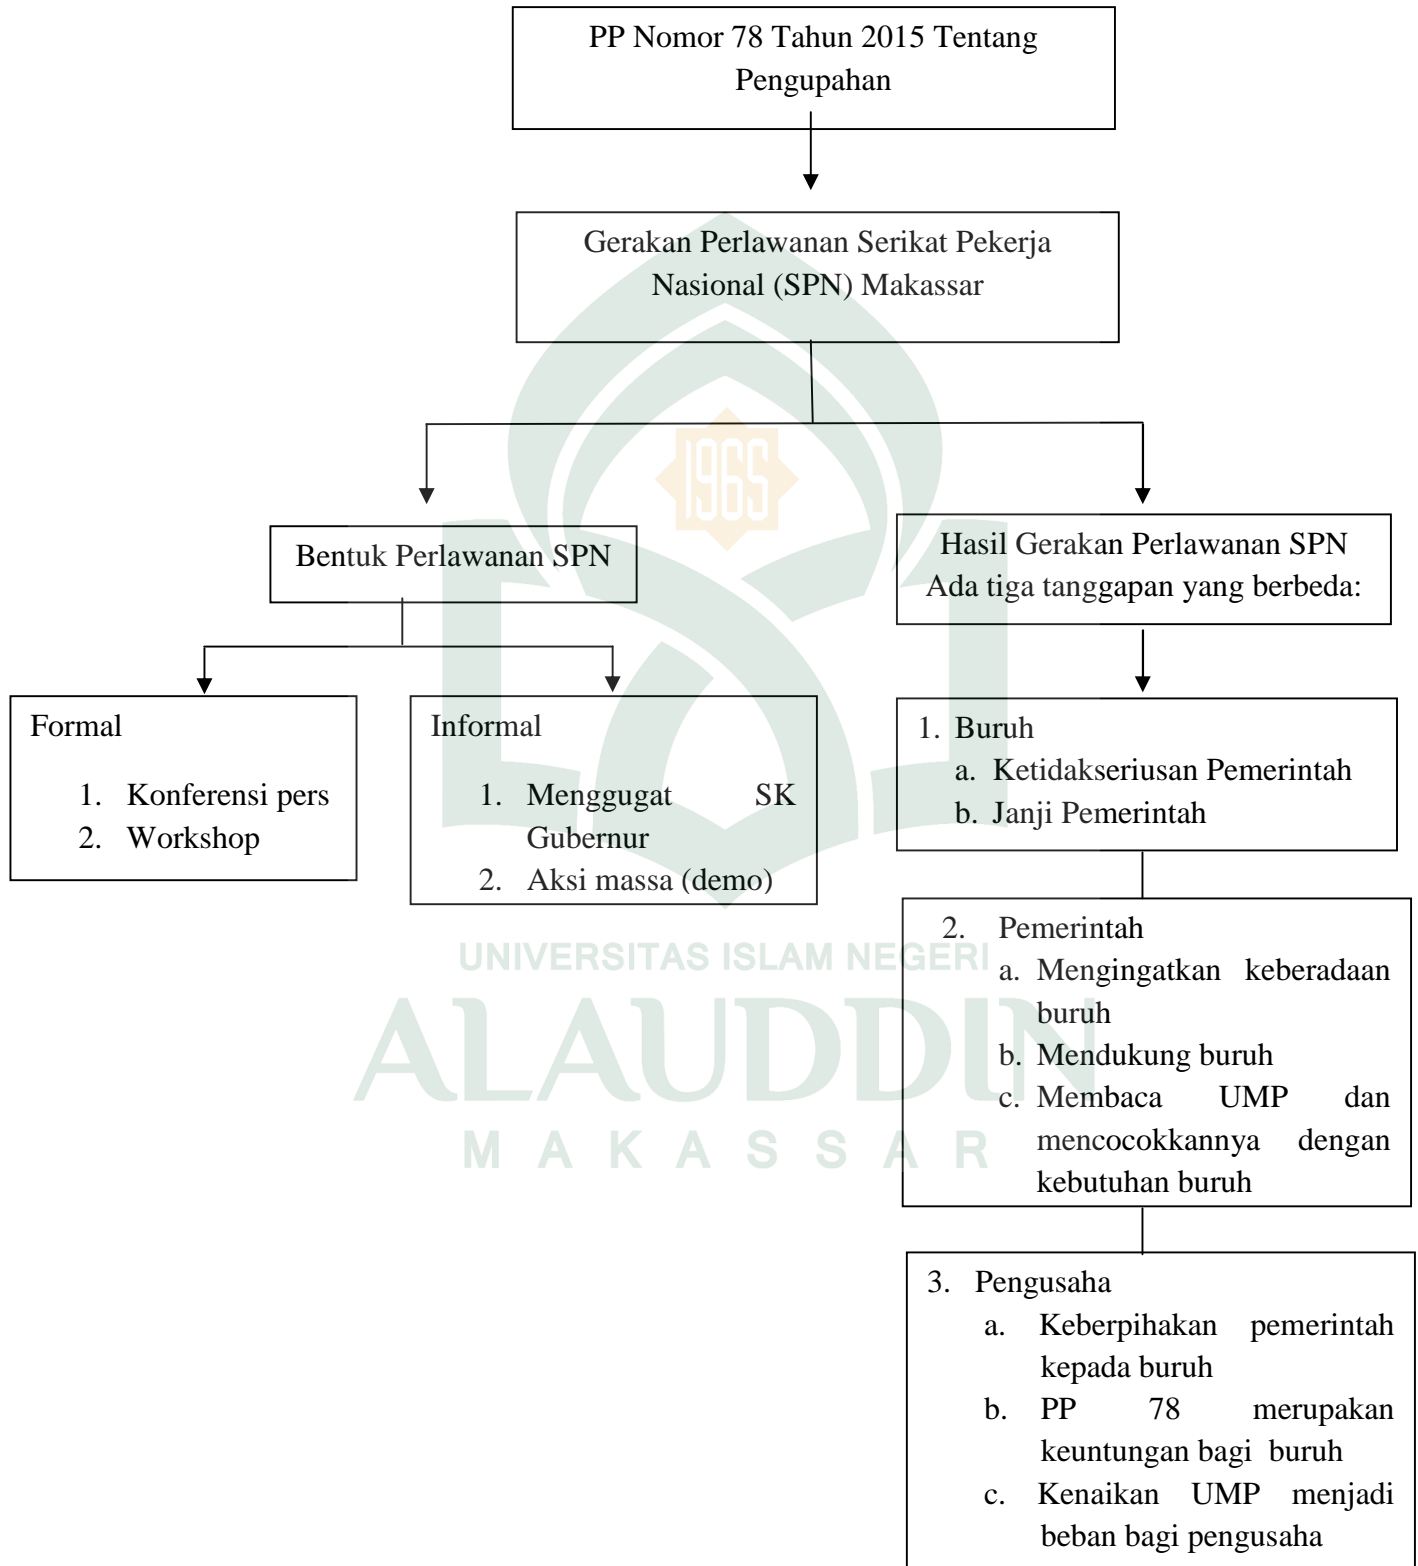 PP Nomor 78 Tahun 2015 Tentang
Pengupahan
Gerakan Perlawanan Serikat Pekerja
Nasional (SPN) Makassar
1965
Bentuk Perlawanan SPN
Hasil Gerakan Perlawanan SPN
Ada tiga tanggapan yang berbeda:
Formal
1. Konferensi pers
2. Workshop
Informal
1. Menggugat SK
Gubernur
2. Aksi massa (demo)
1. Buruh
a. Ketidakseriusan Pemerintah
b. Janji Pemerintah
2. Pemerintah
a. Mengingatkan keberadaan
buruh
b. Mendukung buruh
c. Membaca UMP dan
mencocokkannya dengan
kebutuhan buruh
3. Pengusaha
a. Keberpihakan pemerintah
kepada buruh
b. PP 78 merupakan
keuntungan bagi buruh
c. Kenaikan UMP menjadi
beban bagi pengusaha
UNIVERSITAS ISLAM NEGERI
ALAUDDIN
MAKASSAR